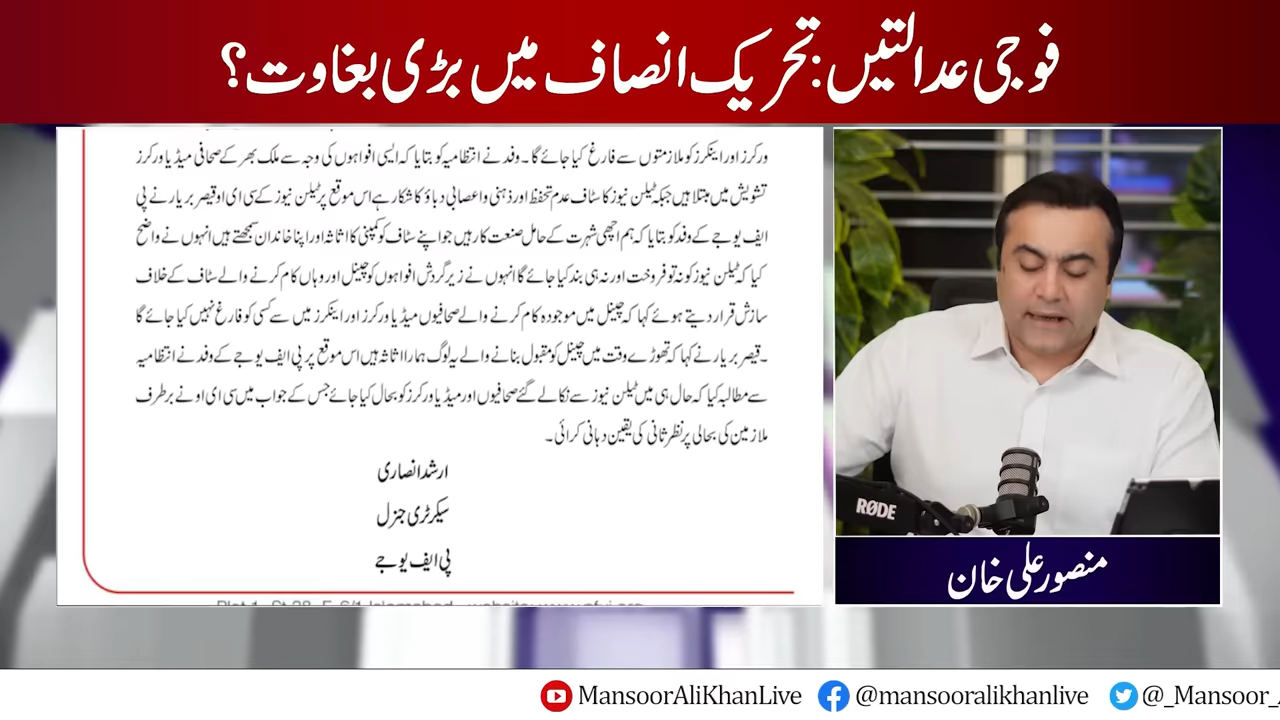 فوجی عدالتیں: تحریک انصاف میں بڑی بغاوت؟
ورکرز اور اینکرز کو ملازمتوں سے فارغ کیا جائے گا ۔ وفد نے انتظامیہ کو بتایا کہ ایسی افواہوں کی وجہ سے ملک بھر کے صحافی میڈیا ورکرز
تشویش میں مبتلا ہیں جبکہ ٹیلن نیوز کا سٹاف عدم تحفظ اور ذہنی و اعصابی دباؤ کا شکار ہے اس موقع پر ٹیلن نیوز کے سی ای او قیصر بریار نے پی
ایف یو جے کے وفد کو بتایا کہ ہم اچھی شہرت کے حامل صنعت کار ہیں جو اپنے سٹاف کو کمپنی کا اثاثہ اور اپنا خاندان سمجھتے ہیں انہوں نے واضح
کیا کہ ٹیلن نیوز کو نہ تو فروخت اور نہ ہی بند کیا جائے گا انہوں نے زیر گردش افواہوں کو چینل اور وہاں کام کرنے والے سٹاف کے خلاف
سازش قرار دیتے ہوئے کہا کہ چینل میں موجودہ کام کرنے والے صحافیوں میڈیا ورکرز اور اینکرز میں سے کسی کو فارغ نہیں کیا جائے گا
۔ قیصر بریار نے کہا کہ تھوڑے وقت میں چینل کو مقبول بنانے والے یہ لوگ ہمارا اثاثہ ہیں اس موقع پر پی ایف یو جے کے وفد نے انتظامیہ
سے مطالبہ کیا کہ حال ہی میں ٹیلن نیوز سے نکالے گئے صحافیوں اور میڈیا ورکرز کو بحال کیا جائے جس کے جواب میں سی ای او نے برطرف
ملازمین کی بحالی پر نظر ثانی کی یقین دہانی کرائی ۔
ارشد انصاری
سیکرٹری جنرل
پی ایف یو جے
RØDE
منصور علی خان
MansoorAliKhanLive @mansooralikhanlive @_Mansoor_